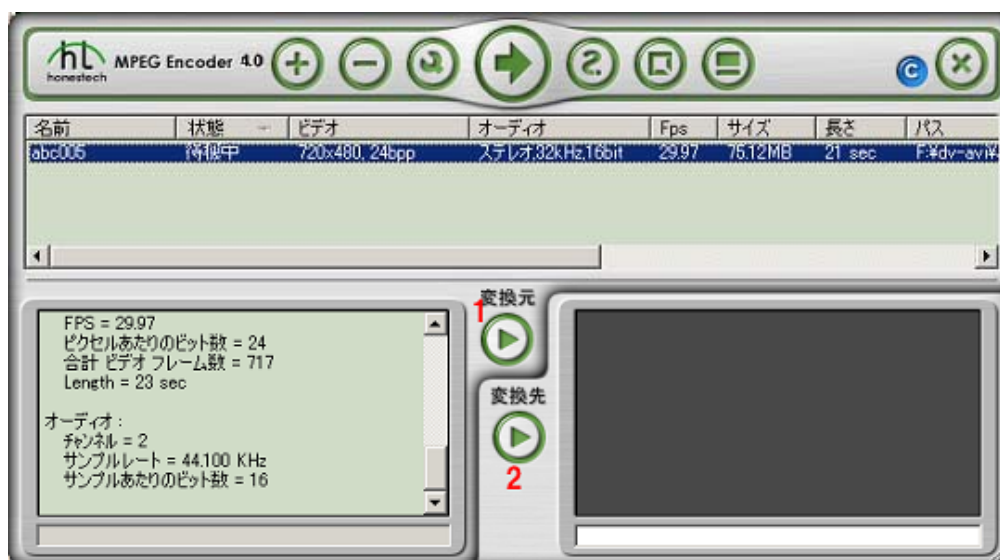 ht
honestech MPEG Encoder 4.0
名前 状態 ビデオ オーディオ Fps サイズ 長さ パス
abc005 待機中 720x480, 24bpp ステレオ,32kHz,16bit 29.97 75.12MB 21 sec F:¥dv-avi¥
変換元
1
FPS = 29.97
ピクセルあたりのビット数 = 24
合計 ビデオ フレーム数 = 717
Length = 23 sec
変換先
オーディオ :
チャンネル = 2
サンプルレート = 44.100 KHz
サンプルあたりのビット数 = 16
2
C